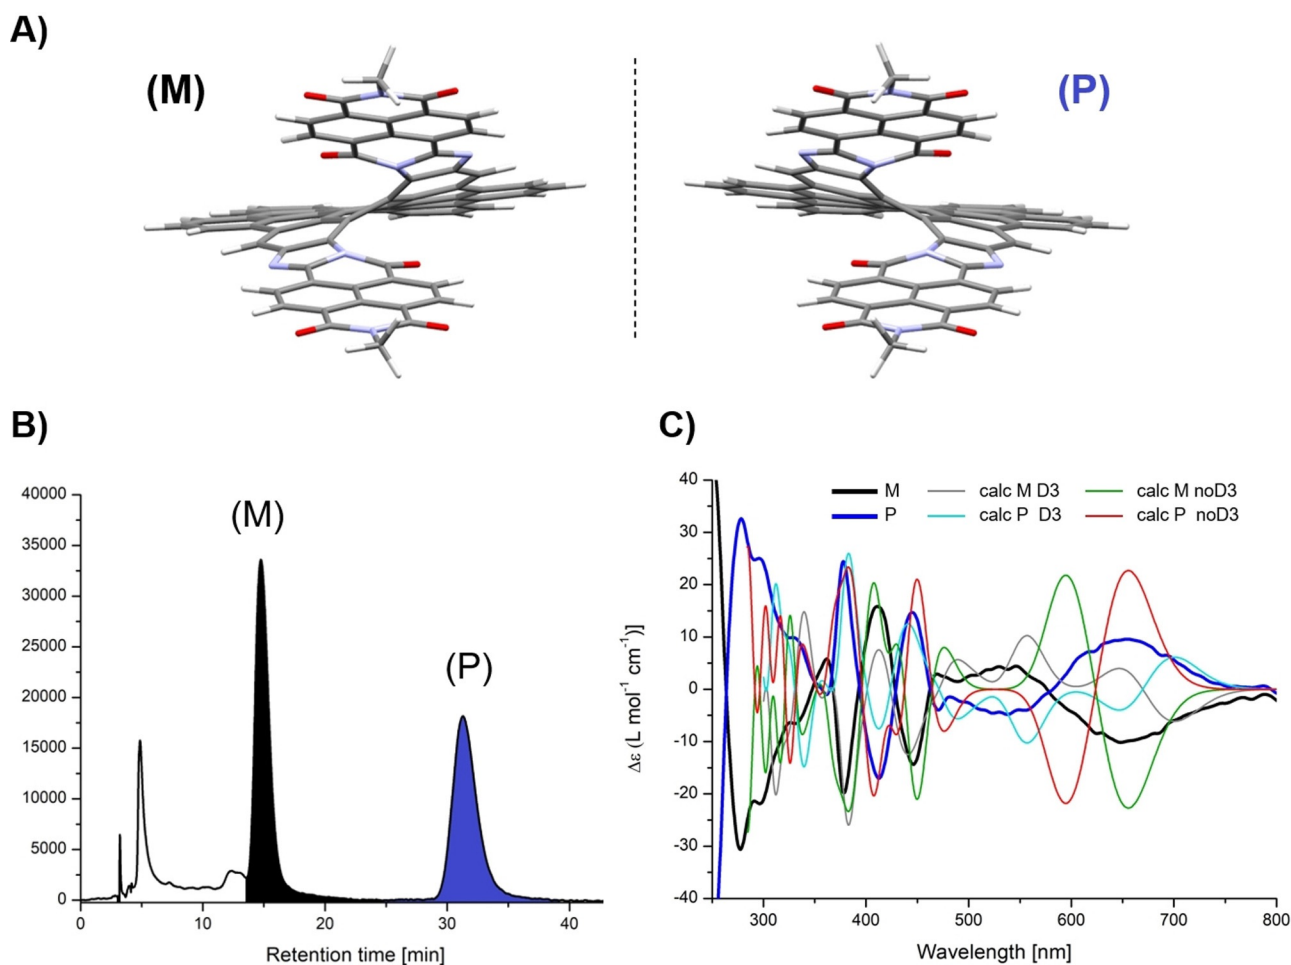 A)
(M)
(P)
B)
C)
(M)
(P)
40000
35000
30000
25000
20000
15000
10000
5000
0
0 10 20 30 40
Retention time [min]
M calc M D3 calc M noD3
P calc P D3 calc P noD3
Δε (L mol⁻¹ cm⁻¹)]
40
30
20
10
0
-10
-20
-30
-40
300 400 500 600 700 800
Wavelength [nm]